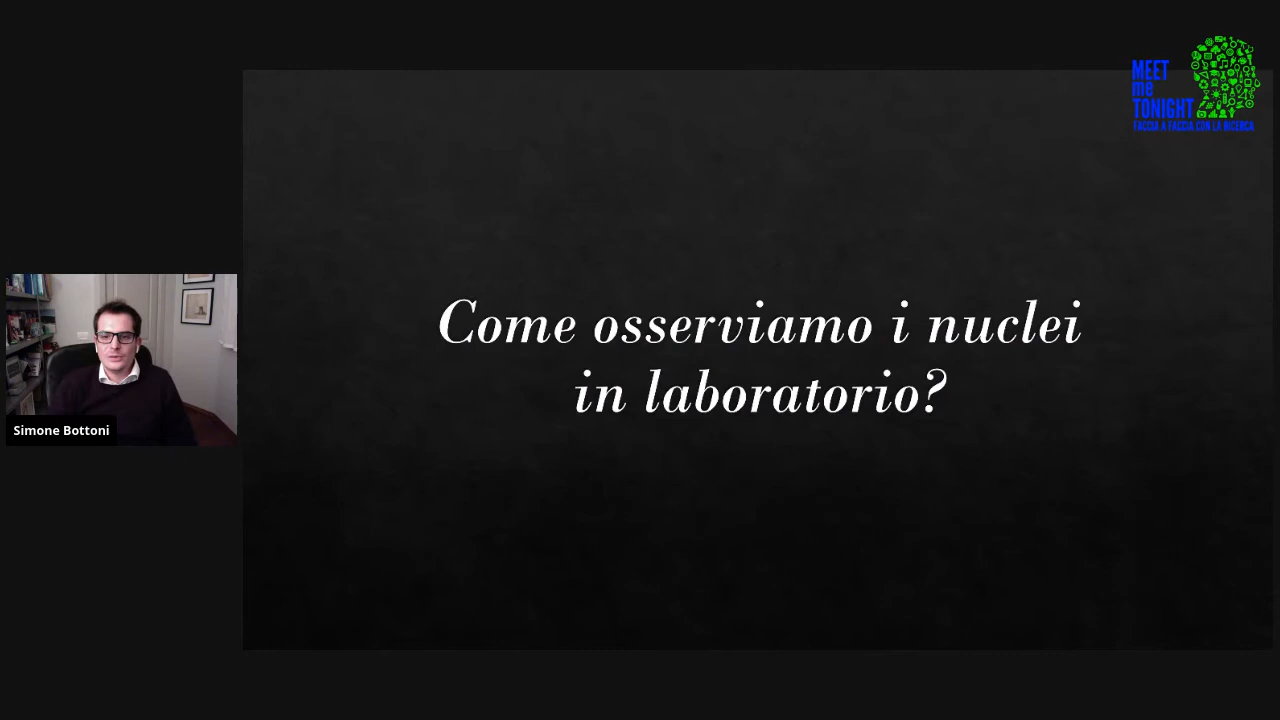 MEET
me
TONIGHT
FACCIA A FACCIA CON LA RICERCA
Come osserviamo i nuclei
in laboratorio?
Simone Bottoni